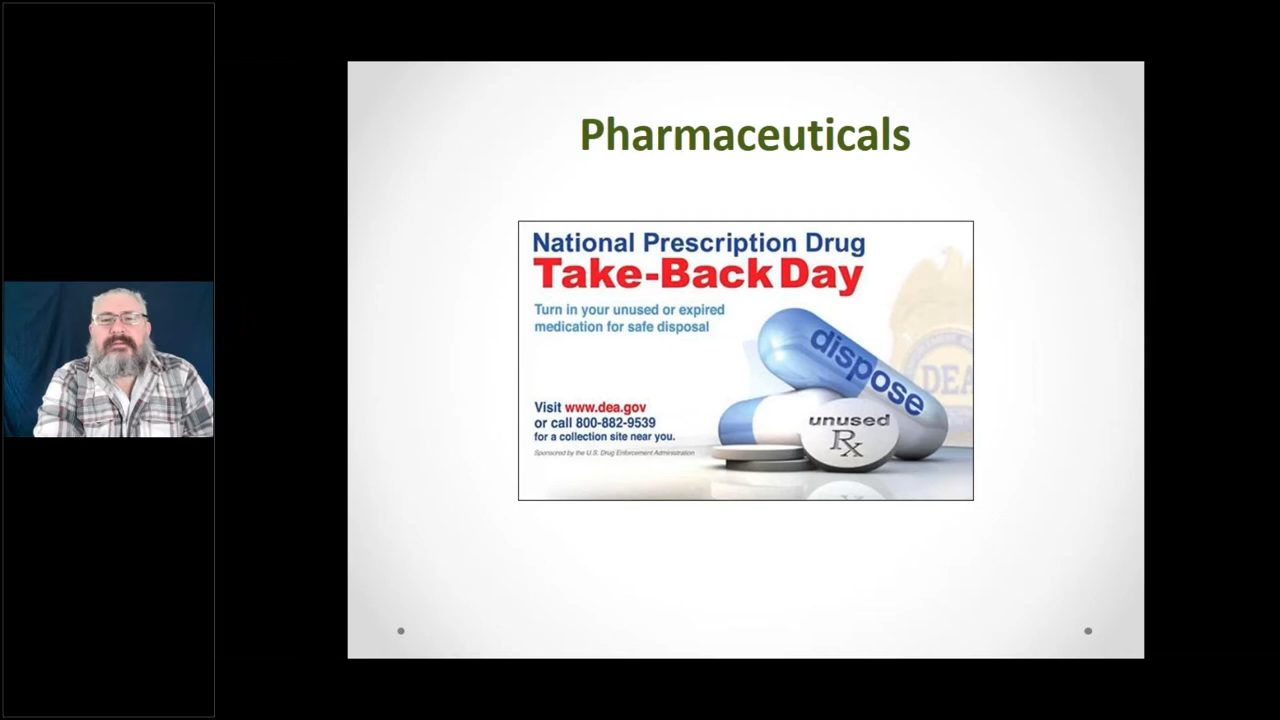 Pharmaceuticals
National Prescription Drug
Take-Back Day
Turn in your unused or expired
medication for safe disposal
dispose
DEA
unused
Rx
Visit www.dea.gov
or call 800-882-9539
for a collection site near you.
Sponsored by the U.S. Drug Enforcement Administration